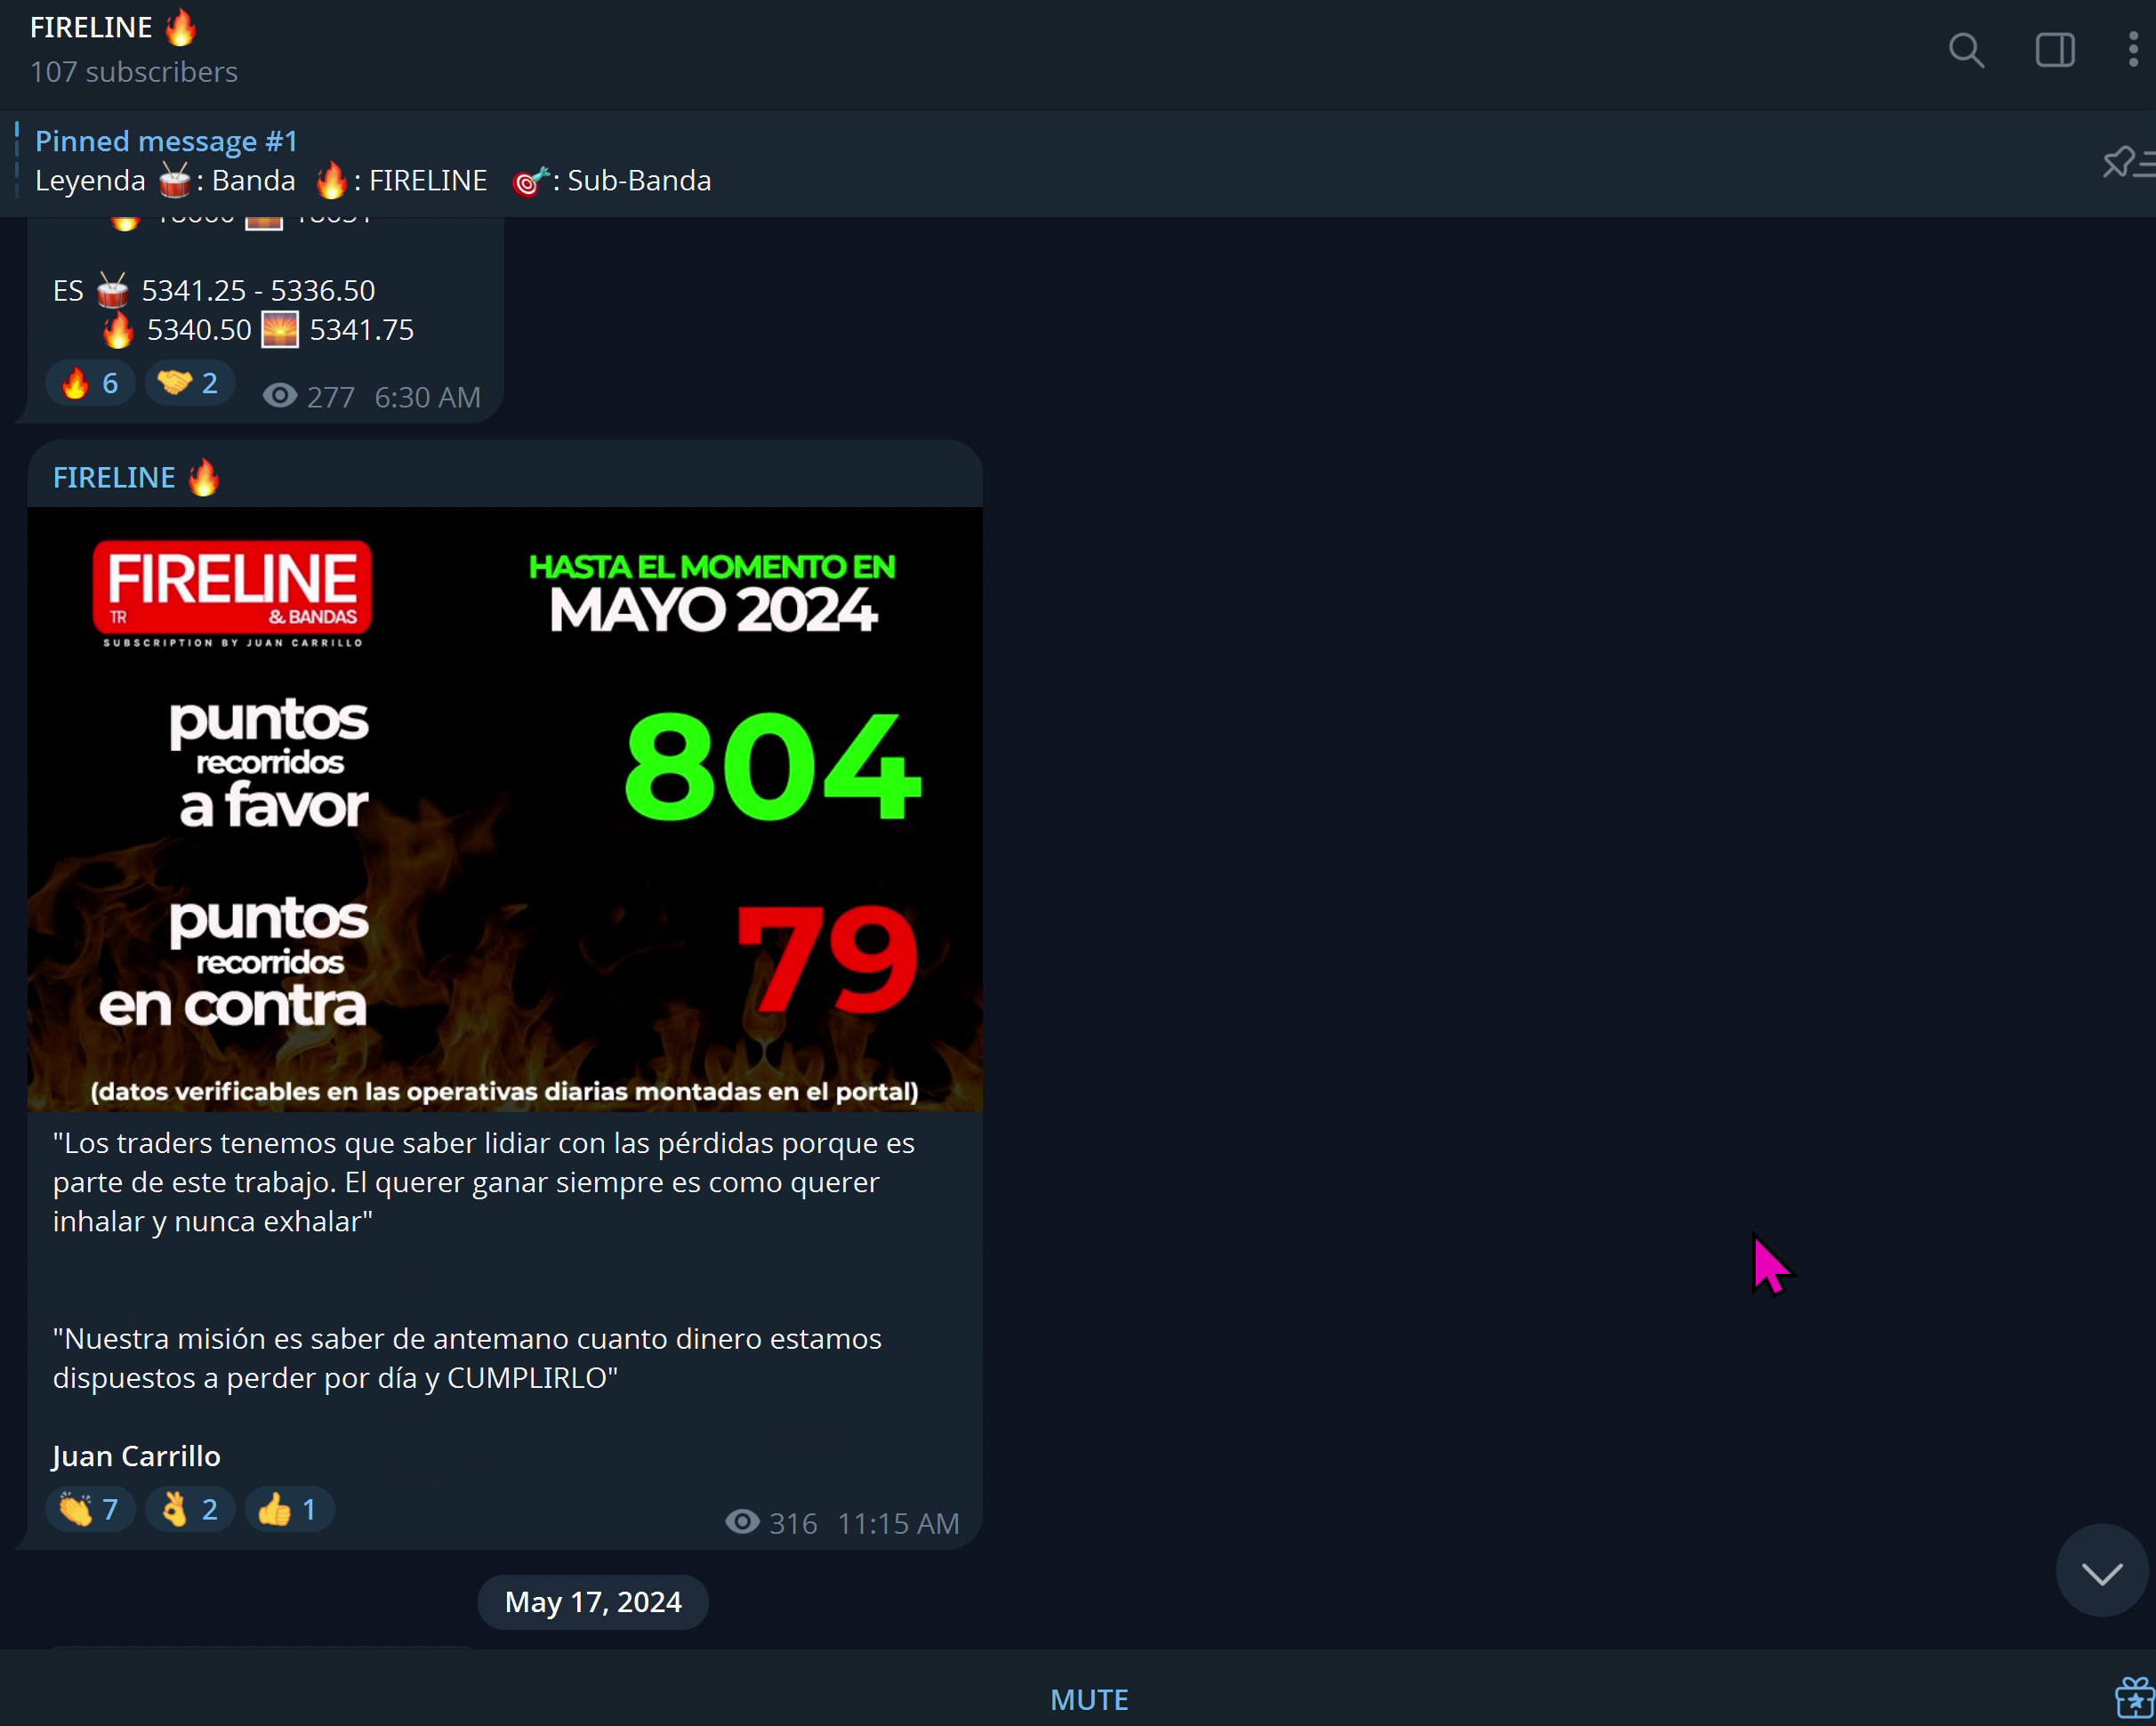 FIRELINE 🔥
107 subscribers
Pinned message #1
Leyenda 🥁: Banda 🔥: FIRELINE 🎯: Sub-Banda
ES 🥁 5341.25 - 5336.50
🔥 5340.50 🌅 5341.75
🔥 6 🤝 2 277 6:30 AM
FIRELINE 🔥
FIRELINE
TR & BANDAS
SUBSCRIPTION BY JUAN CARRILLO
HASTA EL MOMENTO EN
MAYO 2024
puntos
recorridos
a favor
804
puntos
recorridos
en contra
79
(datos verificables en las operativas diarias montadas en el portal)
"Los traders tenemos que saber lidiar con las pérdidas porque es
parte de este trabajo. El querer ganar siempre es como querer
inhalar y nunca exhalar"
"Nuestra misión es saber de antemano cuanto dinero estamos
dispuestos a perder por día y CUMPLIRLO"
Juan Carrillo
👏 7 👌 2 👍 1
316 11:15 AM
May 17, 2024
MUTE